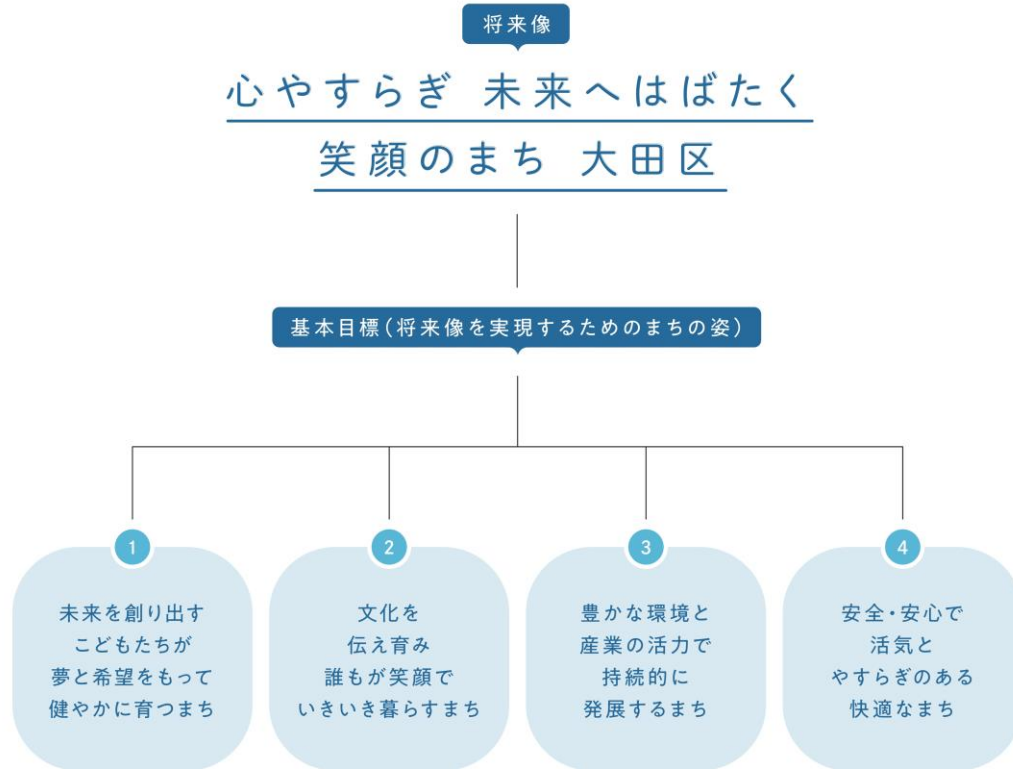 将来像
心やすらぎ 未来へはばたく
笑顔のまち 大田区
基本目標（将来像を実現するためのまちの姿）
1
未来を創り出す
こどもたちが
夢と希望をもって
健やかに育つまち
2
文化を
伝え育み
誰もが笑顔で
いきいき暮らすまち
3
豊かな環境と
産業の活力で
持続的に
発展するまち
4
安全・安心で
活気と
やすらぎのある
快適なまち